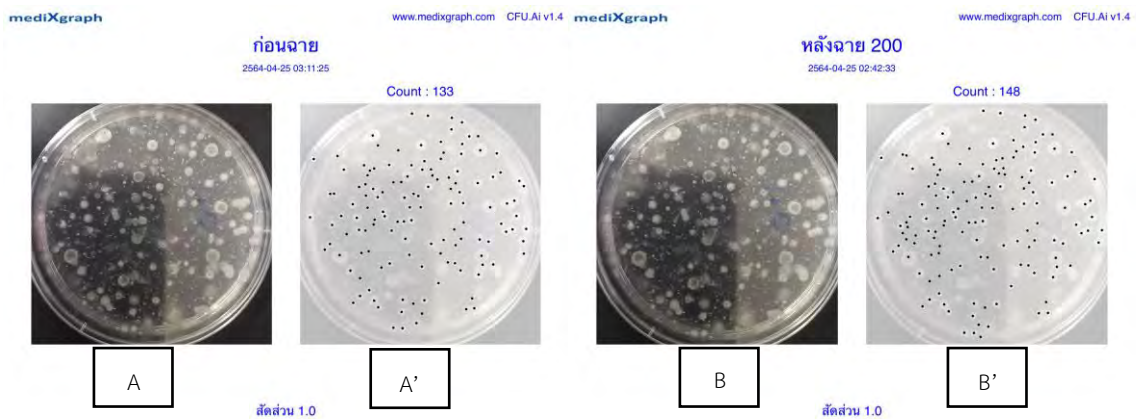 mediXgraph
www.medixgraph.com CFU.Ai v1.4
ก่อนฉาย
2564-04-25 03:11:25
Count : 133
A
A’
สัดส่วน 1.0
mediXgraph
www.medixgraph.com CFU.Ai v1.4
หลังฉาย 200
2564-04-25 02:42:33
Count : 148
B
B’
สัดส่วน 1.0